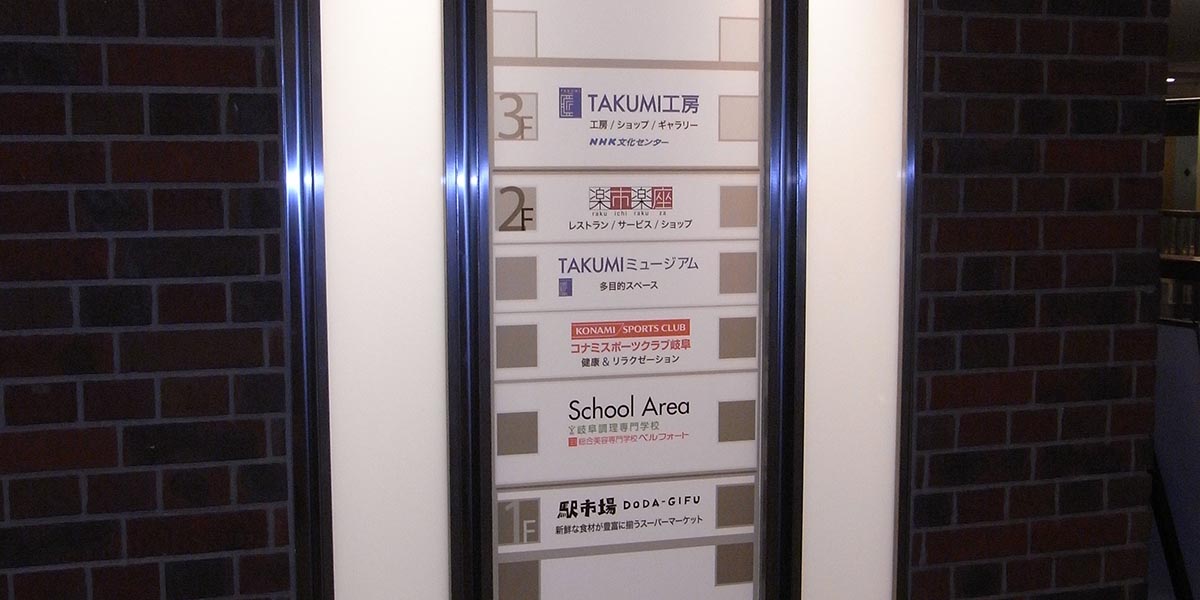 3F
TAKUMI
TAKUMI工房
工房 / ショップ / ギャラリー
NHK文化センター
2F
楽市楽座
raku ichi raku za
レストラン / サービス / ショップ
TAKUMIミュージアム
多目的スペース
KONAMI SPORTS CLUB
コナミスポーツクラブ岐阜
健康 & リラクゼーション
School Area
岐阜調理専門学校
総合美容専門学校 ベルフォート
1F
駅市場 DODA-GIFU
新鮮な食材が豊富に揃うスーパーマーケット